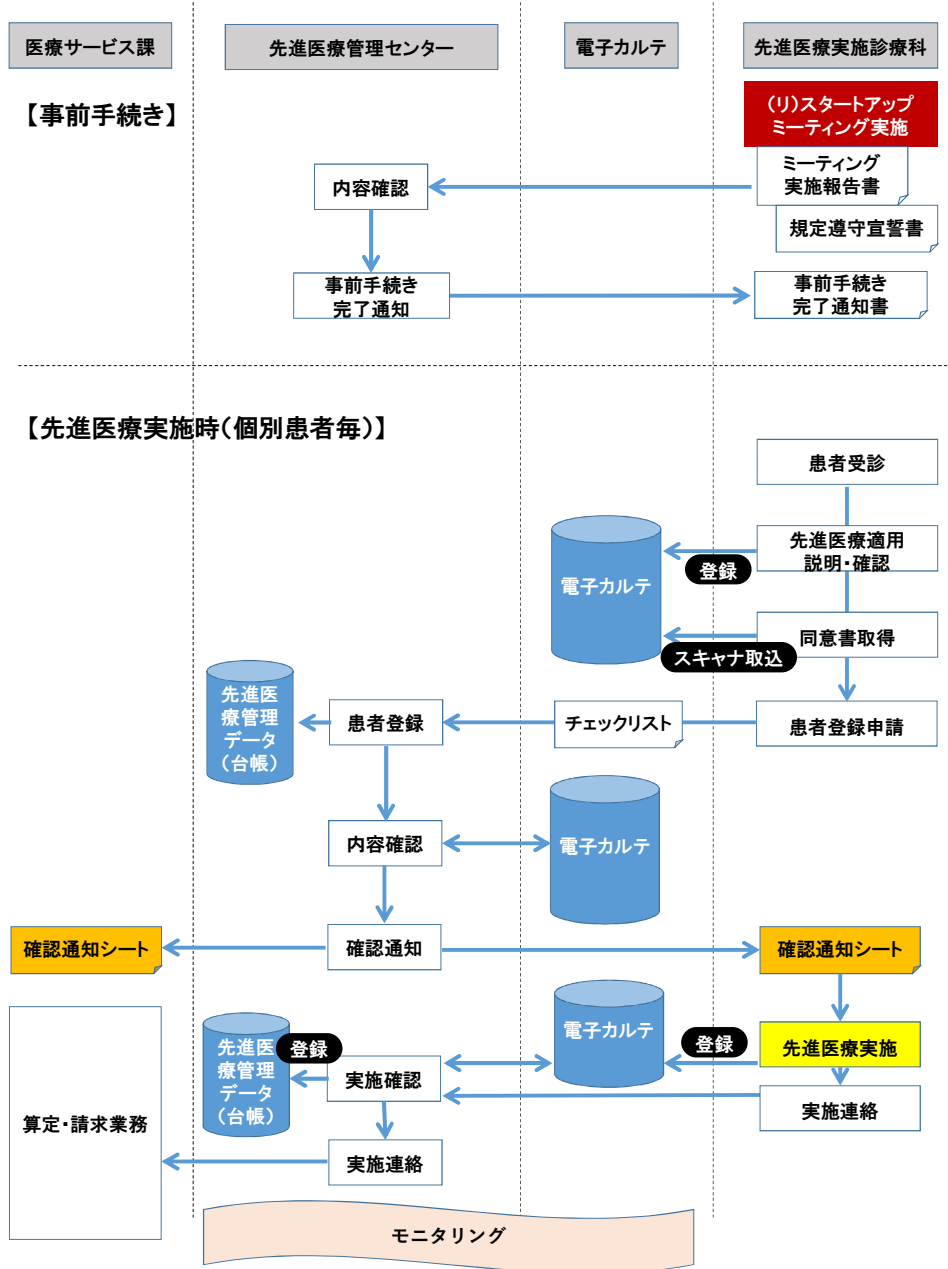 医療サービス課
先進医療管理センター
電子カルテ
先進医療実施診療科
【事前手続き】
(リ)スタートアップ
ミーティング実施
ミーティング
実施報告書
内容確認
規定遵守宣誓書
事前手続き
完了通知
事前手続き
完了通知書
【先進医療実施時(個別患者毎)】
患者受診
電子カルテ
登録
先進医療適用
説明・確認
スキャナ取込
同意書取得
先進医
療管理
データ
(台帳)
患者登録
チェックリスト
患者登録申請
内容確認
電子カルテ
確認通知シート
確認通知
確認通知シート
電子カルテ
登録
先進医療実施
先進医
療管理
データ
(台帳)
登録
実施確認
実施連絡
算定・請求業務
実施連絡
モニタリング